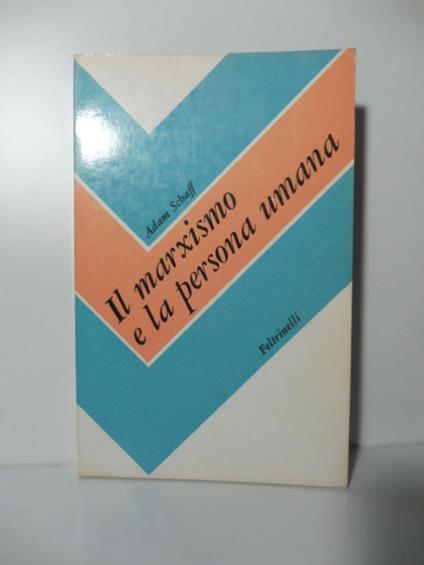 Adam Schaff
Il marxismo
e la persona umana
Feltrinelli